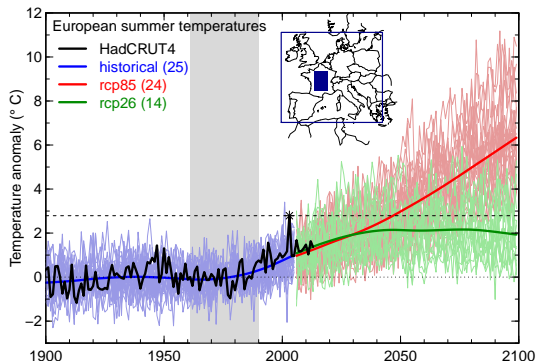 European summer temperatures
HadCRUT4
historical (25)
rcp85 (24)
rcp26 (14)
Temperature anomaly (° C)
12
10
8
6
4
2
0
−2
1900
1950
2000
2050
2100